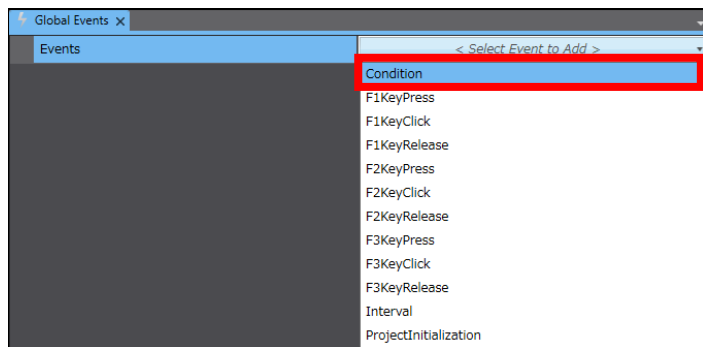 Global Events
Events
< Select Event to Add >
Condition
F1KeyPress
F1KeyClick
F1KeyRelease
F2KeyPress
F2KeyClick
F2KeyRelease
F3KeyPress
F3KeyClick
F3KeyRelease
Interval
ProjectInitialization